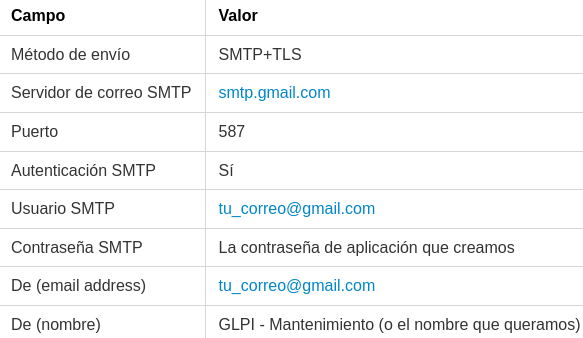 Campo Valor
Método de envío SMTP+TLS
Servidor de correo SMTP smtp.gmail.com
Puerto 587
Autenticación SMTP Sí
Usuario SMTP tu_correo@gmail.com
Contraseña SMTP La contraseña de aplicación que creamos
De (email address) tu_correo@gmail.com
De (nombre) GLPI - Mantenimiento (o el nombre que queramos)